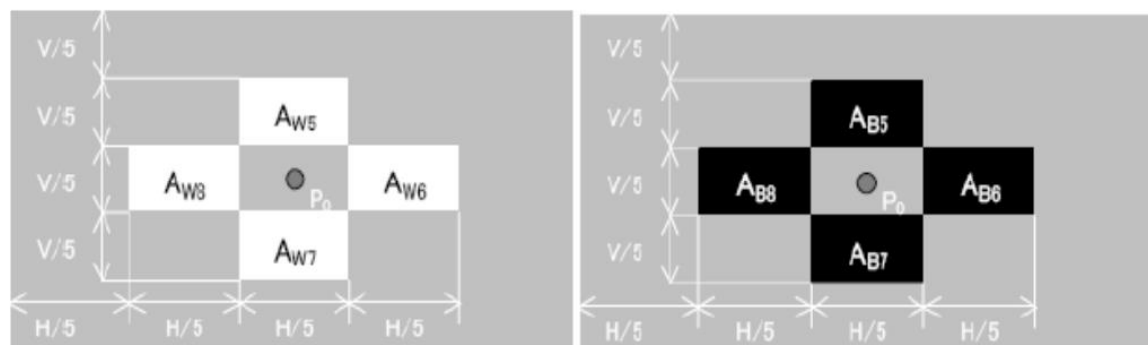 V/5 V/5
V/5 A_W5 V/5 A_B5
V/5 A_W8 P_0 A_W6 V/5 A_B8 P_0 A_B6
V/5 A_W7 V/5 A_B7
H/5 H/5 H/5 H/5 H/5 H/5 H/5 H/5